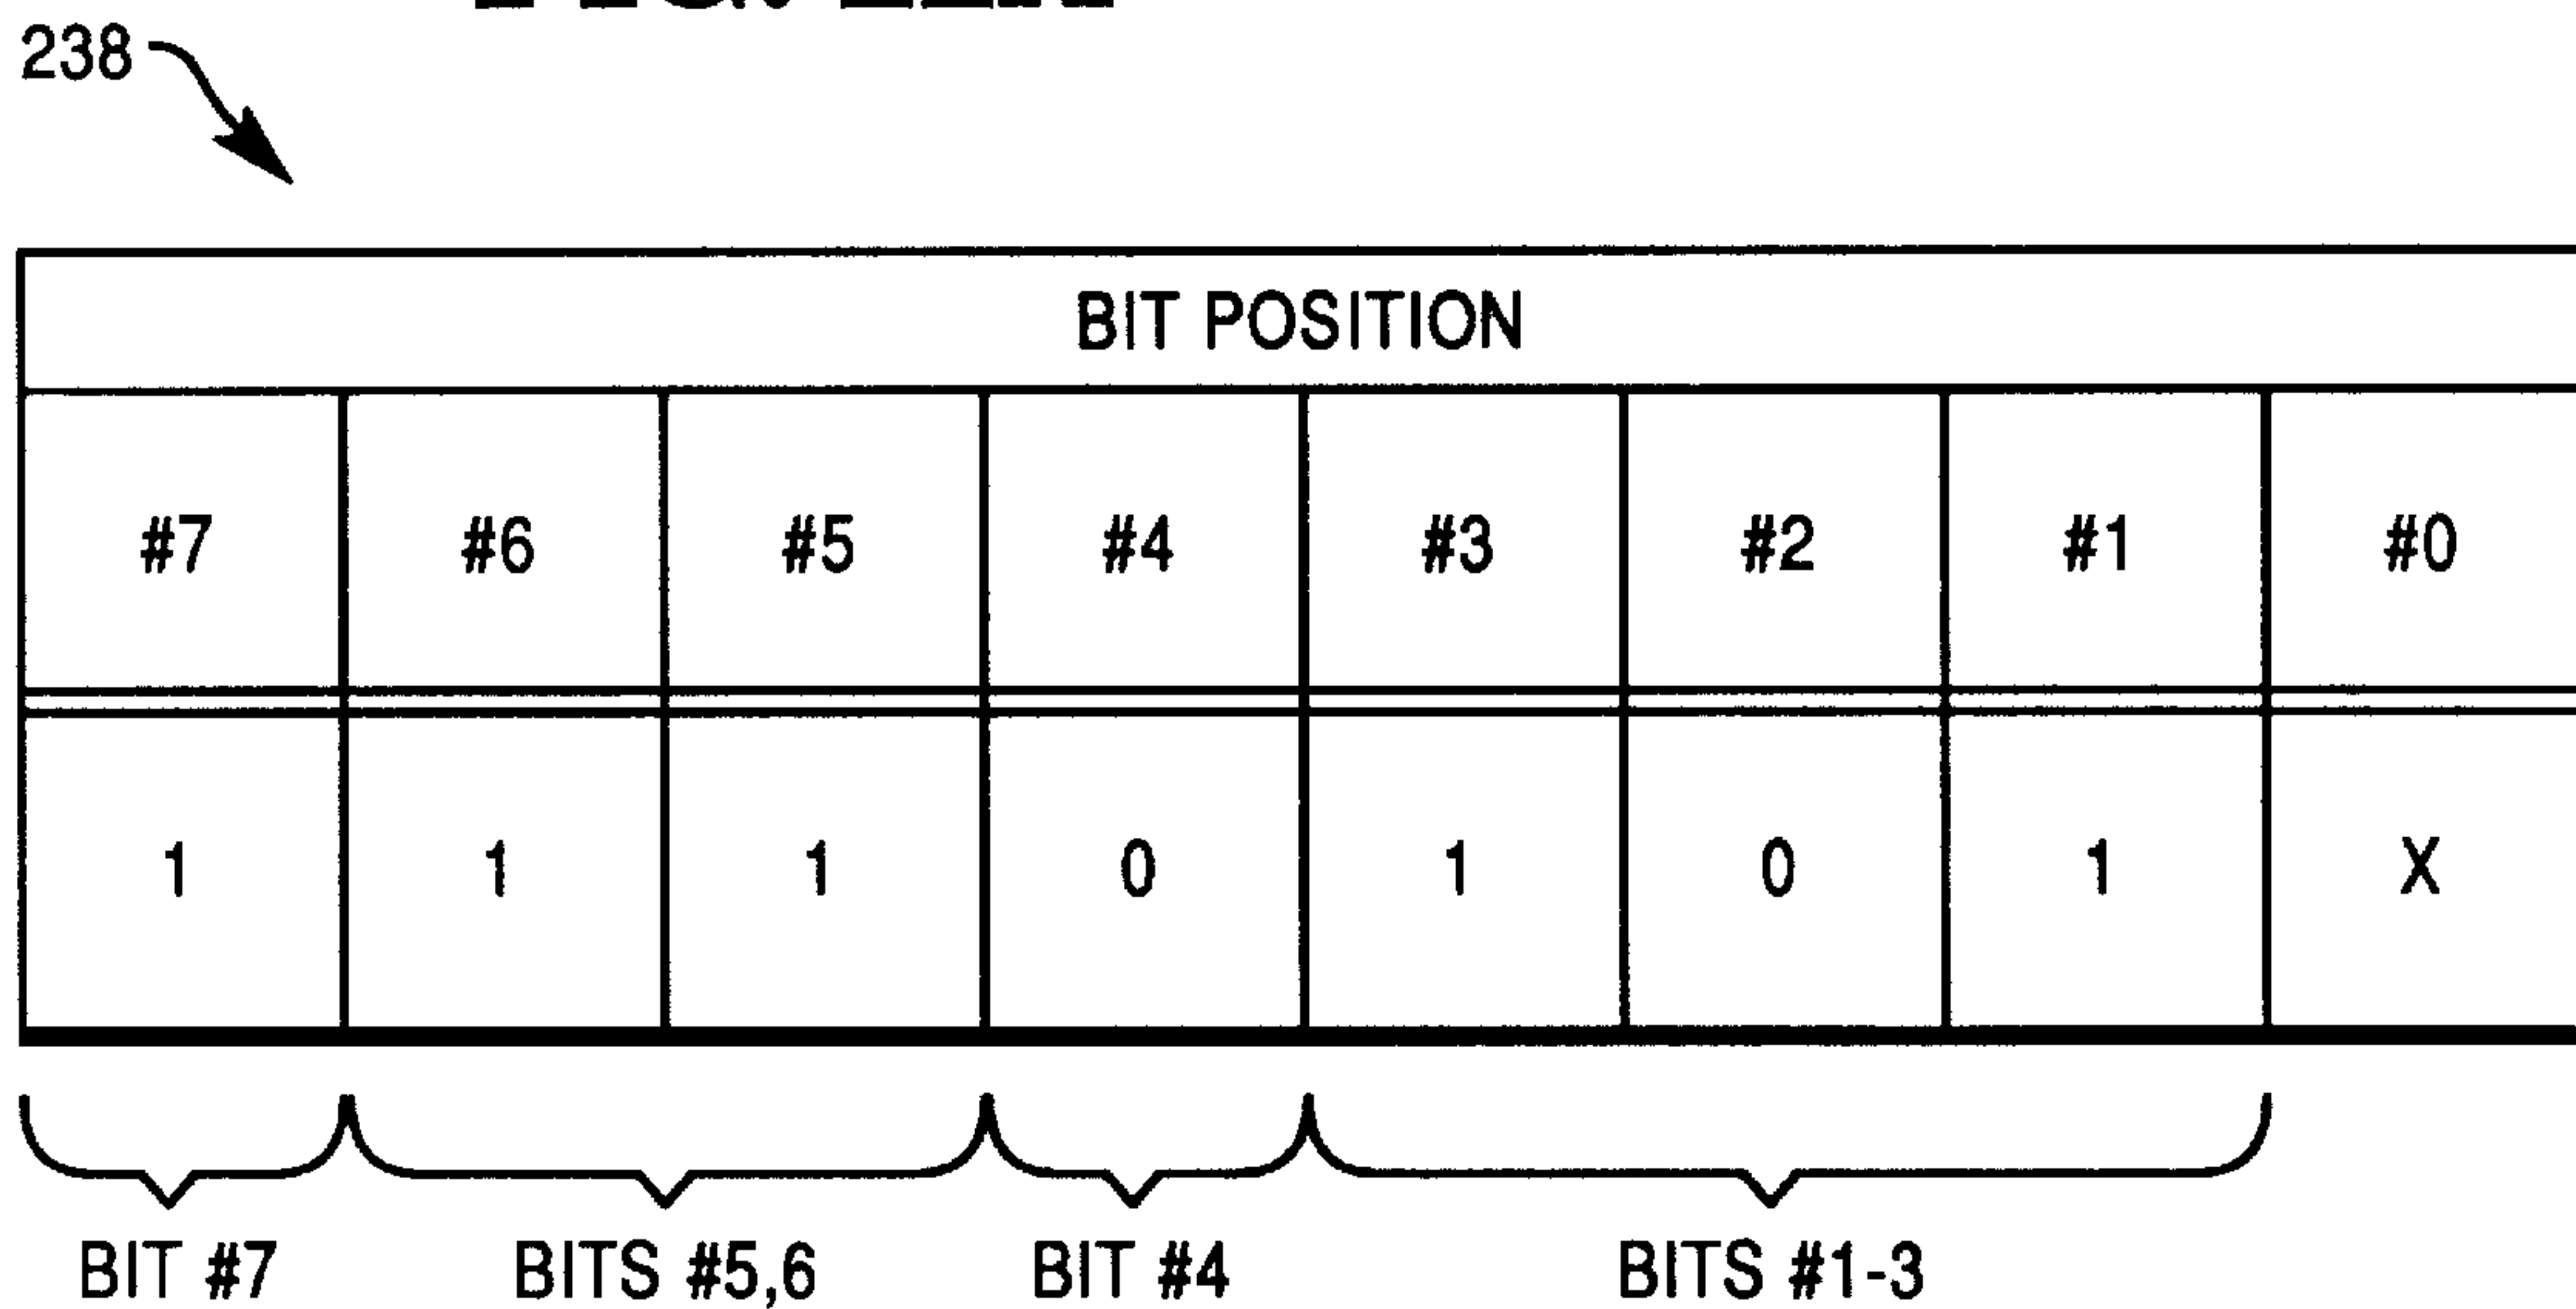 238
BIT POSITION
#7 #6 #5 #4 #3 #2 #1 #0
1 1 1 0 1 0 1 X
BIT #7 BITS #5,6 BIT #4 BITS #1-3